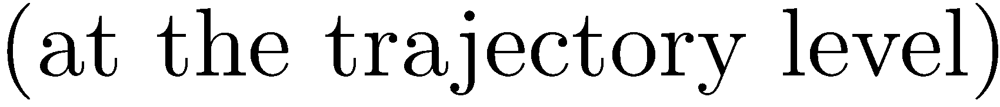 (at the trajectory level)